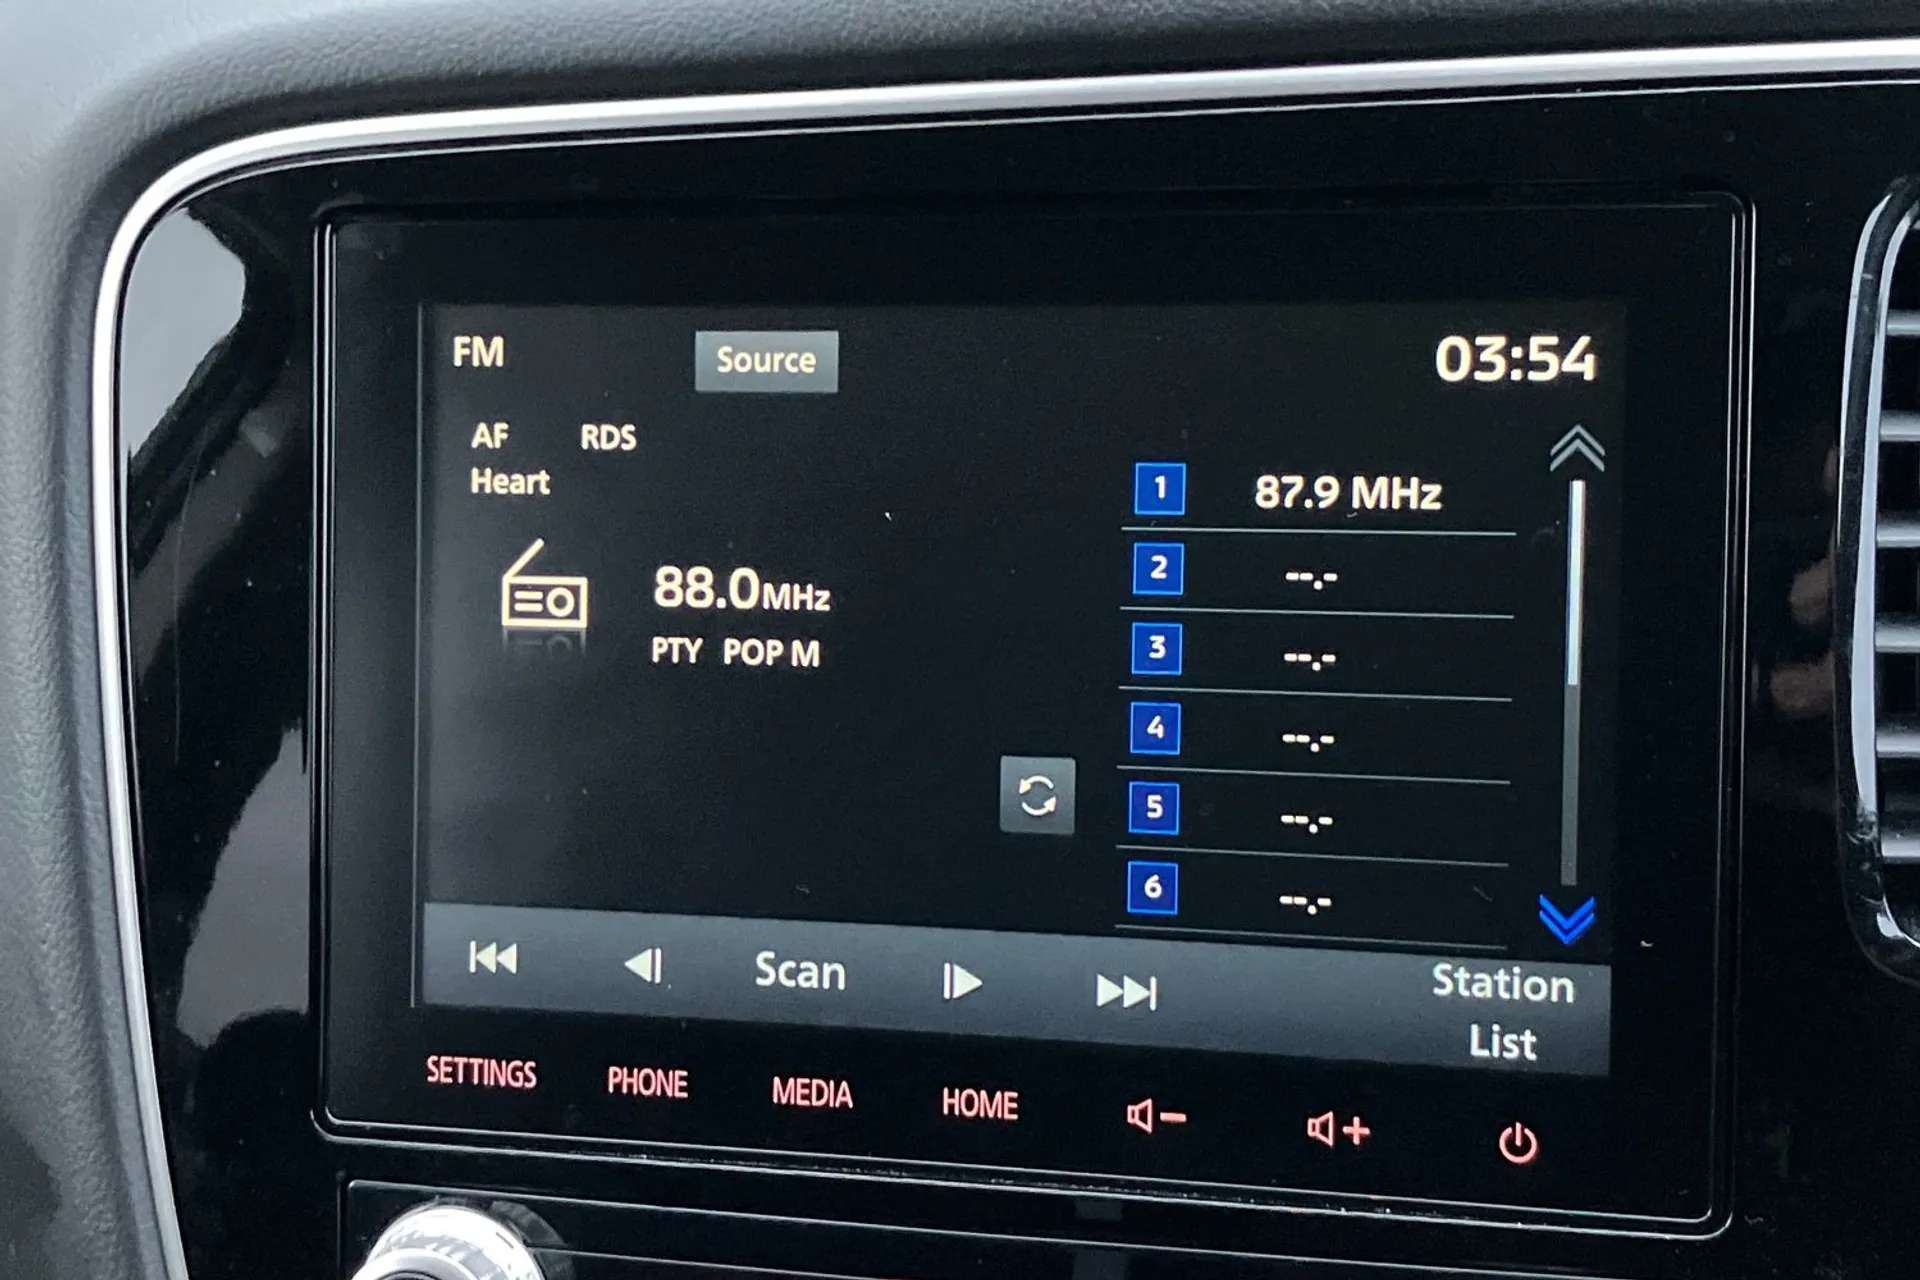 FM
Source
03:54
AF RDS
Heart
88.0MHz
PTY POP M
1 87.9 MHz
2 --.-
3 --.-
4 --.-
5 --.-
6 --.-
Scan
Station
List
SETTINGS PHONE MEDIA HOME